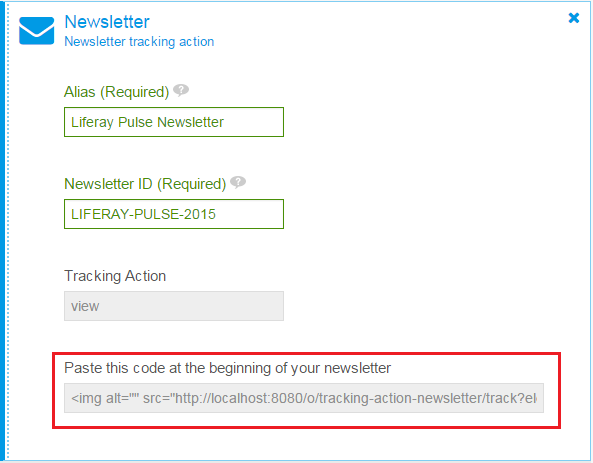 Newsletter
Newsletter tracking action
Alias (Required)
Liferay Pulse Newsletter
Newsletter ID (Required)
LIFERAY-PULSE-2015
Tracking Action
view
Paste this code at the beginning of your newsletter
<img alt="" src="http://localhost:8080/o/tracking-action-newsletter/track?el